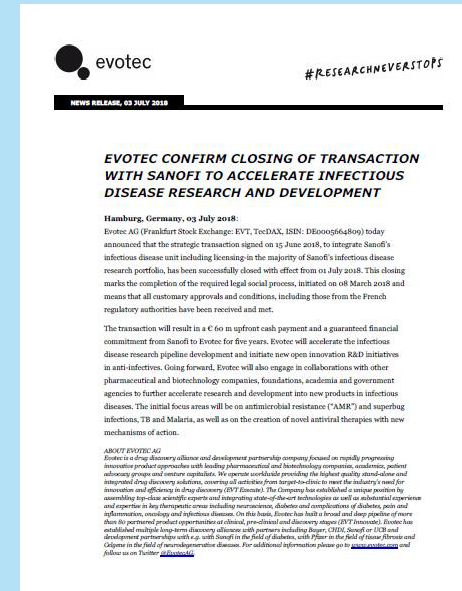 evotec
#RESEARCHNEVERSTOPS
NEWS RELEASE, 03 JULY 2018
EVOTEC CONFIRM CLOSING OF TRANSACTION
WITH SANOFI TO ACCELERATE INFECTIOUS
DISEASE RESEARCH AND DEVELOPMENT
Hamburg, Germany, 03 July 2018:
Evotec AG (Frankfurt Stock Exchange: EVT, TecDAX, ISIN: DE0005664809) today
announced that the strategic transaction signed on 15 June 2018, to integrate Sanofi's
infectious disease unit including licensing-in the majority of Sanofi's infectious disease
research portfolio, has been successfully closed with effect from 01 July 2018. This closing
marks the completion of the required legal social process, initiated on 08 March 2018 and
means that all customary approvals and conditions, including those from the French
regulatory authorities have been received and met.
The transaction will result in a € 60 m upfront cash payment and a guaranteed financial
commitment from Sanofi to Evotec for five years. Evotec will accelerate the infectious
disease research pipeline development and initiate new open innovation R&D initiatives
in anti-infectives. Going forward, Evotec will also engage in collaborations with other
pharmaceutical and biotechnology companies, foundations, academia and government
agencies to further accelerate research and development into new products in infectious
diseases. The initial focus areas will be on antimicrobial resistance ("AMR") and superbug
infections, TB and Malaria, as well as on the creation of novel antiviral therapies with new
mechanisms of action.
ABOUT EVOTEC AG
Evotec is a drug discovery alliance and development partnership company focused on rapidly progressing
innovative product approaches with leading pharmaceutical and biotechnology companies, academics, patient
advocacy groups and venture capitalists. We operate worldwide providing the highest quality stand-alone and
integrated drug discovery solutions, covering all activities from target-to-clinic to meet the industry's need for
innovation and efficiency in drug discovery (EVT Execute). The Company has established a unique position by
assembling top-class scientific experts and integrating state-of-the-art technologies as well as substantial experience
and expertise in key therapeutic areas including neuroscience, diabetes and complications of diabetes, pain and
inflammation, oncology and infectious diseases. On this basis, Evotec has built a broad and deep pipeline of more
than 80 partnered product opportunities at clinical, pre-clinical and discovery stages (EVT Innovate). Evotec has
established multiple long-term discovery alliances with partners including Bayer, CHDI, Sanofi or UCB and
development partnerships with e.g. with Sanofi in the field of diabetes, with Pfizer in the field of tissue fibrosis and
Celgene in the field of neurodegenerative diseases. For additional information please go to www.evotec.com and
follow us on Twitter @EvotecAG.